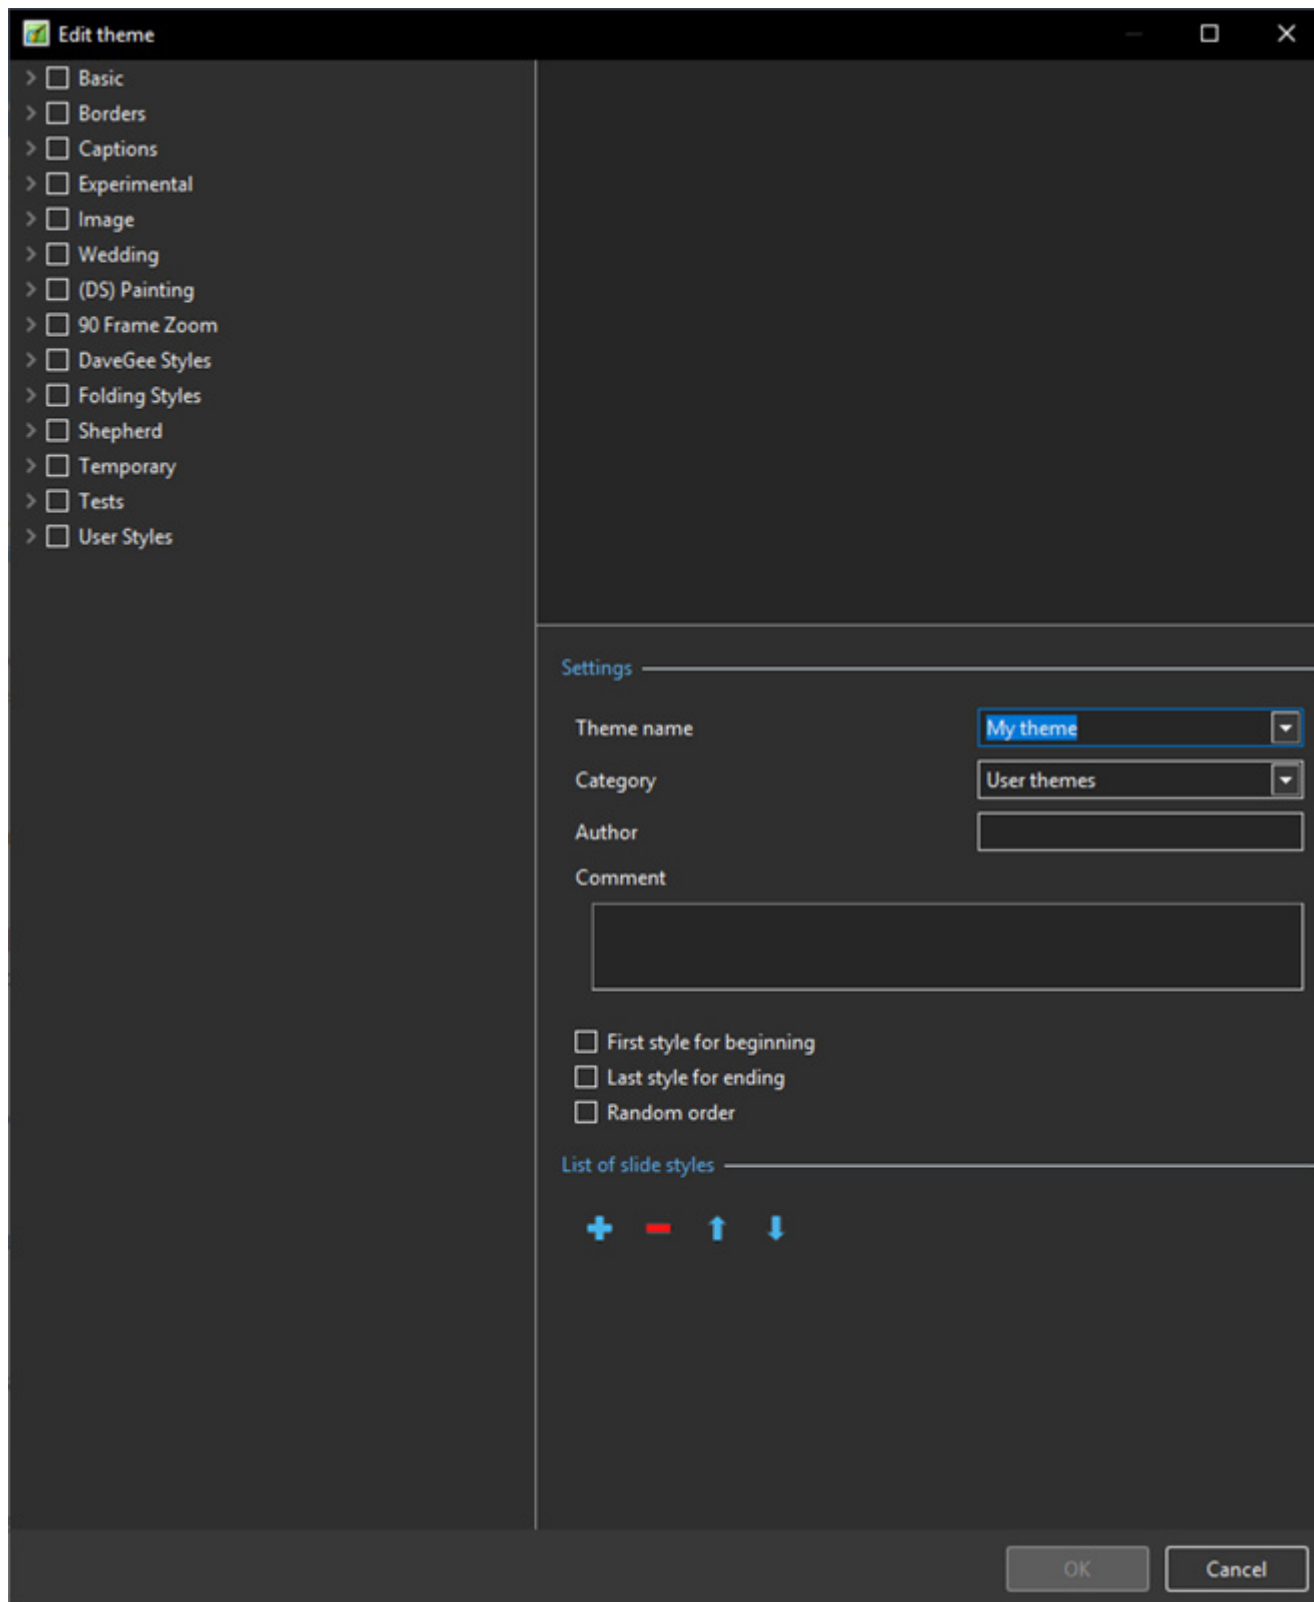 Edit theme
Basic
Borders
Captions
Experimental
Image
Wedding
(DS) Painting
90 Frame Zoom
DaveGee Styles
Folding Styles
Shepherd
Temporary
Tests
User Styles
Settings
Theme name My theme
Category User themes
Author
Comment
First style for beginning
Last style for ending
Random order
List of slide styles
OK Cancel